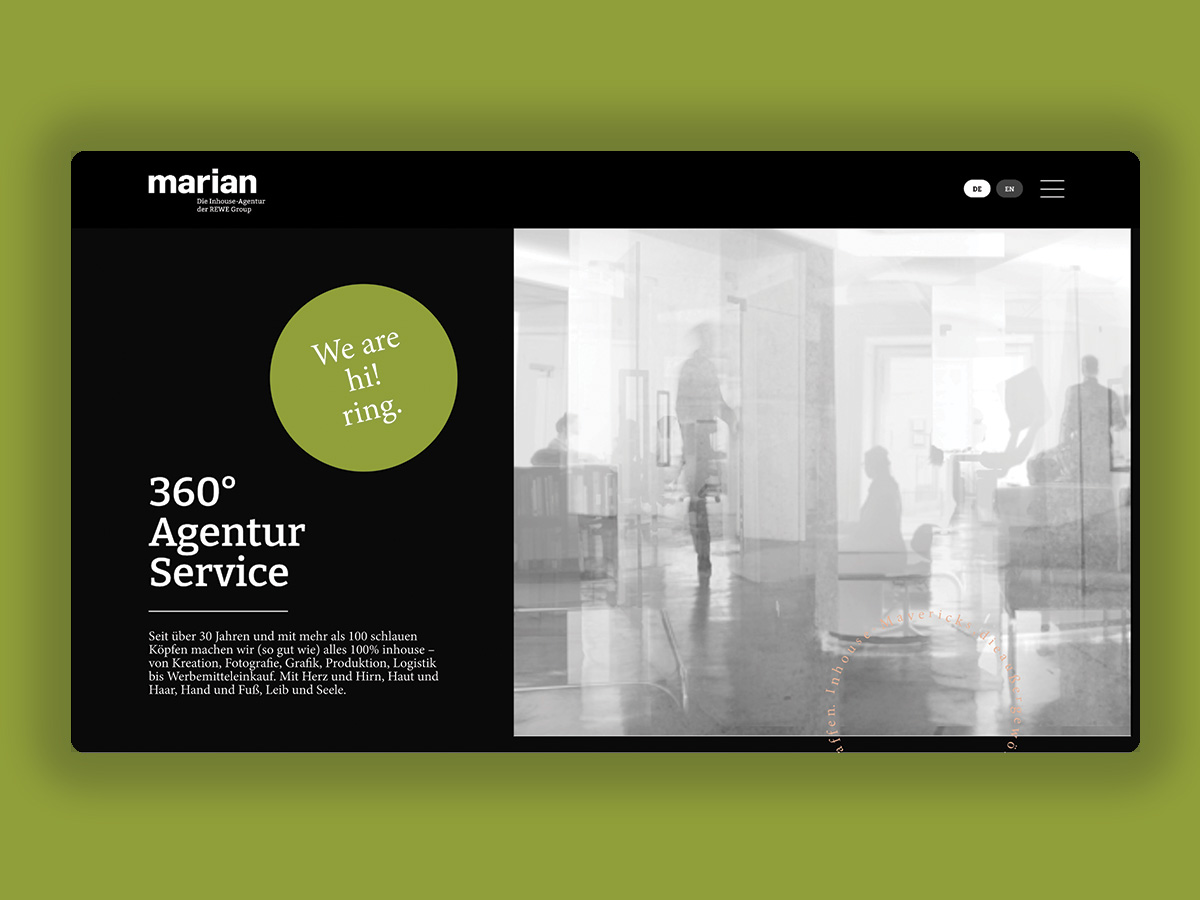 marian
Die Inhouse-Agentur
der REWE Group
DE
EN
We are
hi!
ring.
360°
Agentur
Service
Seit über 30 Jahren und mit mehr als 100 schlauen
Köpfen machen wir (so gut wie) alles 100% inhouse –
von Kreation, Fotografie, Grafik, Produktion, Logistik
bis Werbemitteleinkauf. Mit Herz und Hirn, Haut und
Haar, Hand und Fuß, Leib und Seele.
Inhouse Mavericks,